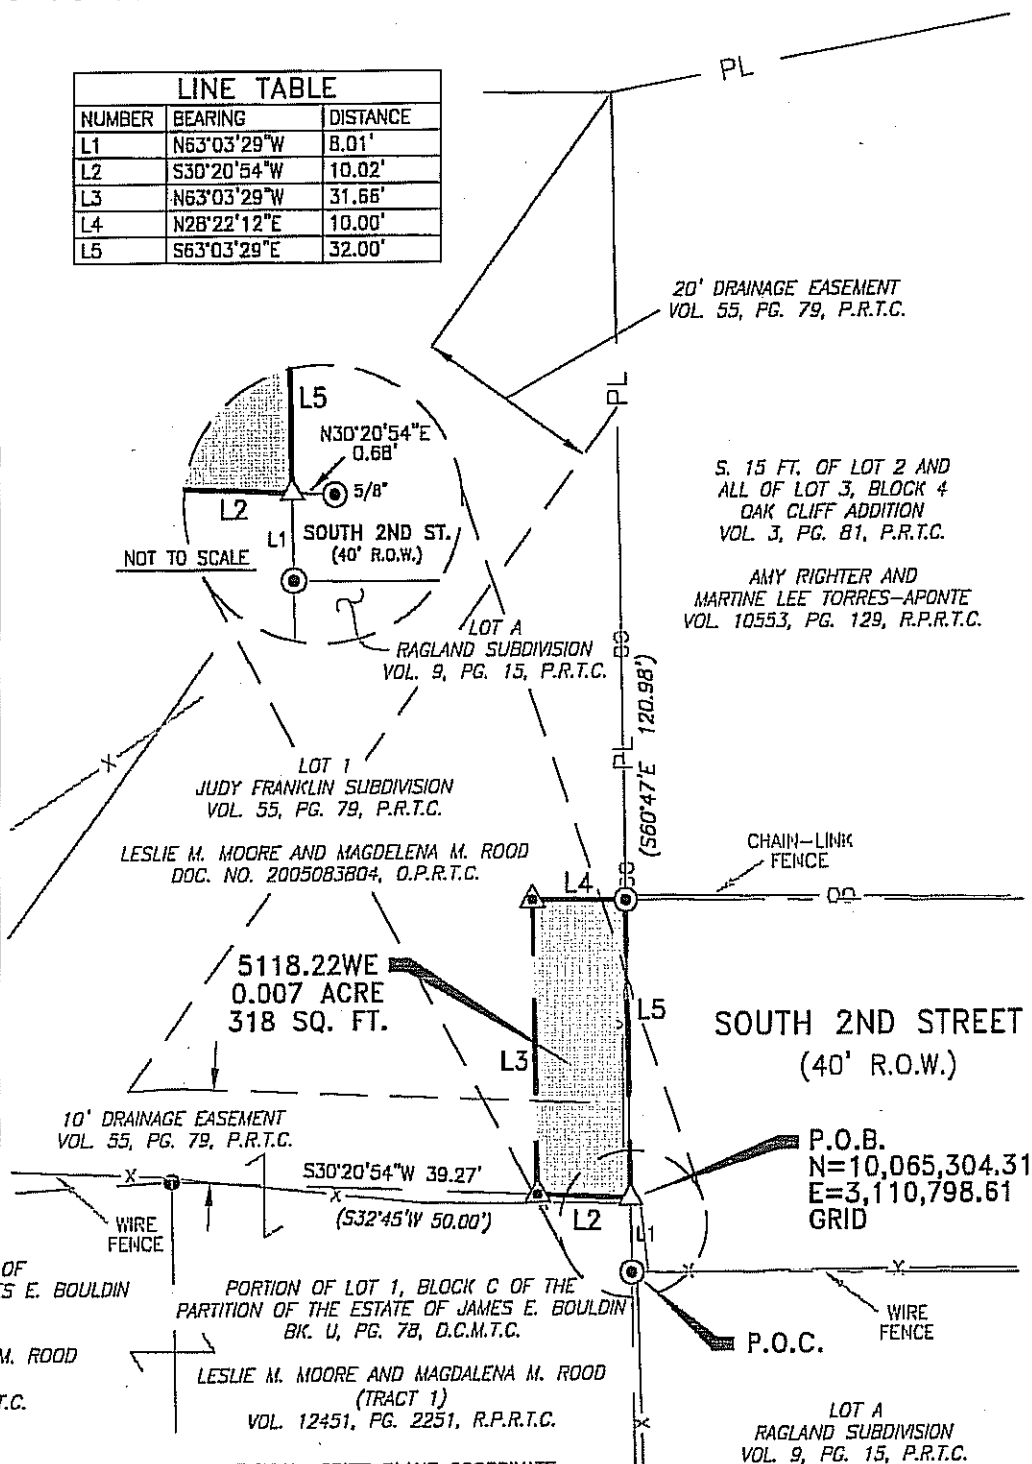 LINE TABLE
NUMBER BEARING DISTANCE
L1 N63°03'29"W 8.01'
L2 S30°20'54"W 10.02'
L3 N63°03'29"W 31.66'
L4 N28°22'12"E 10.00'
L5 S63°03'29"E 32.00'
PL
20' DRAINAGE EASEMENT
VOL. 55, PG. 79, P.R.T.C.
PL
L5
N30°20'54"E
0.68'
5/8"
L2
L1
SOUTH 2ND ST.
(40' R.O.W.)
NOT TO SCALE
S. 15 FT. OF LOT 2 AND
ALL OF LOT 3, BLOCK 4
OAK CLIFF ADDITION
VOL. 3, PG. 81, P.R.T.C.
AMY RIGHTER AND
MARTINE LEE TORRES-APONTE
VOL. 10553, PG. 129, R.P.R.T.C.
LOT A
RAGLAND SUBDIVISION
VOL. 9, PG. 15, P.R.T.C.
PL
(S60°47'E 120.98')
X
LOT 1
JUDY FRANKLIN SUBDIVISION
VOL. 55, PG. 79, P.R.T.C.
LESLIE M. MOORE AND MAGDELENA M. ROOD
DOC. NO. 2005083804, O.P.R.T.C.
CHAIN-LINK
FENCE
L4
5118.22WE
0.007 ACRE
318 SQ. FT.
L3
L5
SOUTH 2ND STREET
(40' R.O.W.)
10' DRAINAGE EASEMENT
VOL. 55, PG. 79, P.R.T.C.
P.O.B.
N=10,065,304.31
E=3,110,798.61
GRID
X
S30°20'54"W 39.27'
X
(S32°45'W 50.00')
L2
L1
WIRE
FENCE
X
X
OF
S E. BOULDIN
PORTION OF LOT 1, BLOCK C OF THE
PARTITION OF THE ESTATE OF JAMES E. BOULDIN
BK. U, PG. 78, D.C.M.T.C.
WIRE
FENCE
P.O.C.
M. ROOD
T.C.
LESLIE M. MOORE AND MAGDALENA M. ROOD
(TRACT 1)
VOL. 12451, PG. 2251, R.P.R.T.C.
X
LOT A
RAGLAND SUBDIVISION
VOL. 9, PG. 15, P.R.T.C.